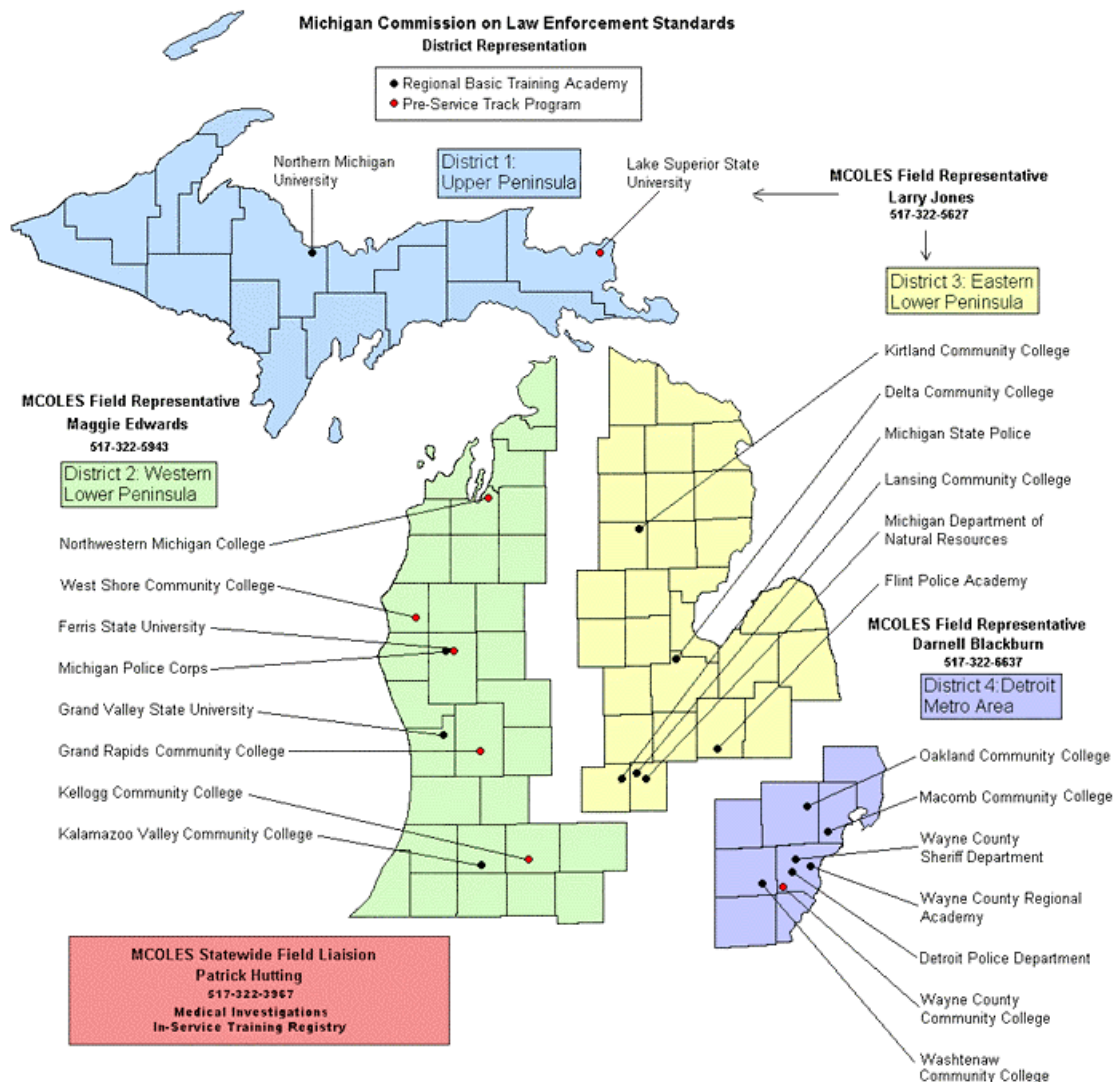 Michigan Commission on Law Enforcement Standards
District Representation
Regional Basic Training Academy
Pre-Service Track Program
Northern Michigan
University
District 1:
Upper Peninsula
Lake Superior State
University
MCOLES Field Representative
Larry Jones
517-322-5627
District 3: Eastern
Lower Peninsula
Kirtland Community College
Delta Community College
Michigan State Police
Lansing Community College
Michigan Department of
Natural Resources
Flint Police Academy
MCOLES Field Representative
Maggie Edwards
517-322-5943
District 2: Western
Lower Peninsula
Northwestern Michigan College
West Shore Community College
Ferris State University
Michigan Police Corps
Grand Valley State University
Grand Rapids Community College
Kellogg Community College
Kalamazoo Valley Community College
MCOLES Field Representative
Darnell Blackburn
517-322-6637
District 4: Detroit
Metro Area
Oakland Community College
Macomb Community College
Wayne County
Sheriff Department
Wayne County Regional
Academy
Detroit Police Department
Wayne County
Community College
Washtenaw
Community College
MCOLES Statewide Field Liaision
Patrick Hutting
517-322-3967
Medical Investigations
In-Service Training Registry